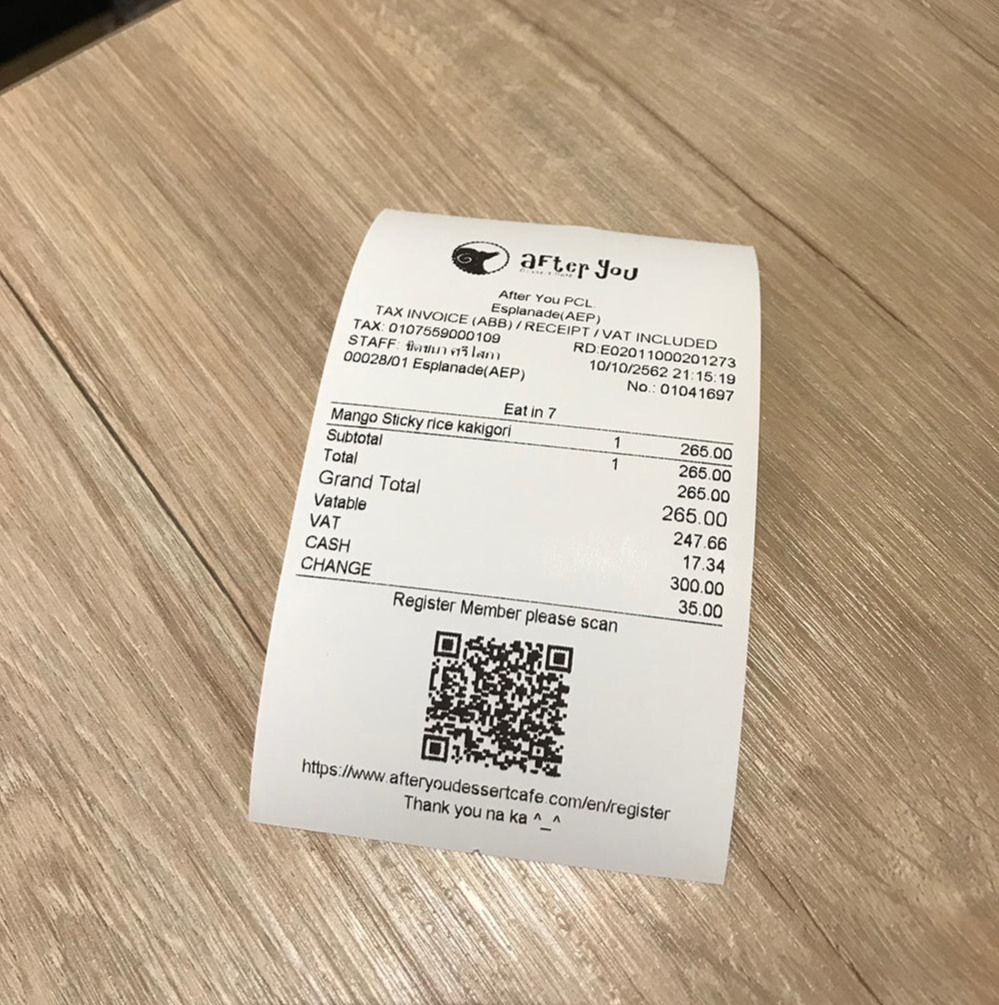 after you
After You PCL.
Esplanade(AEP)
TAX INVOICE (ABB) / RECEIPT / VAT INCLUDED
TAX: 0107559000109 RD:E02011000201273
STAFF: 10/10/2562 21:15:19
00028/01 Esplanade(AEP) No.: 01041697
Eat in 7
Mango Sticky rice kakigori 1 265.00
Subtotal 1 265.00
Total 265.00
Grand Total 265.00
Vatable 247.66
VAT 17.34
CASH 300.00
CHANGE 35.00
Register Member please scan
https://www.afteryoudessertcafe.com/en/register
Thank you na ka ^_^